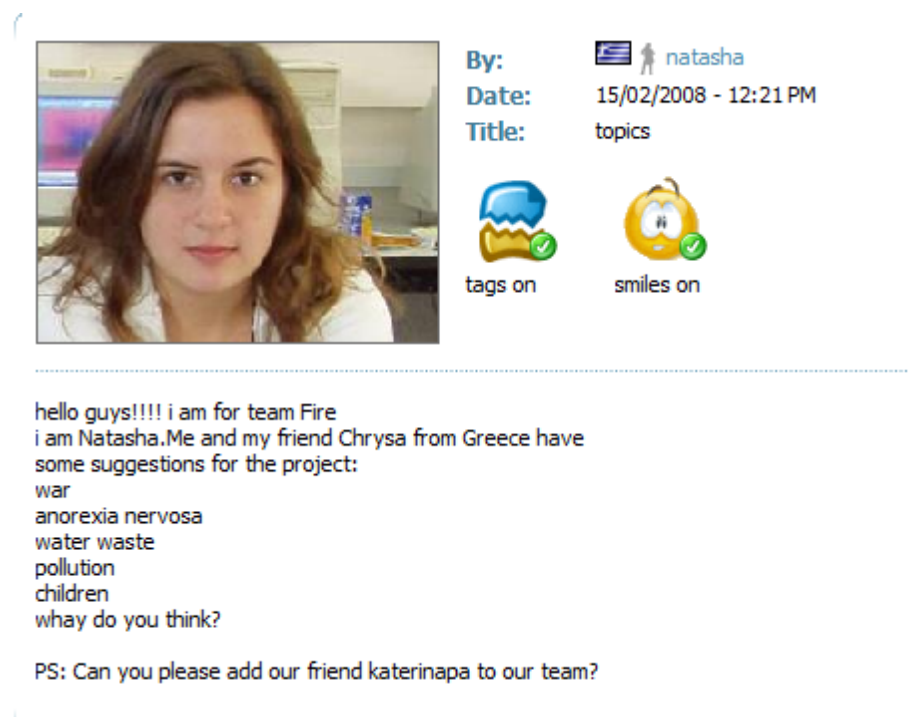 By: natasha
Date: 15/02/2008 - 12:21 PM
Title: topics
tags on smiles on
hello guys!!!! i am for team Fire
i am Natasha.Me and my friend Chrysa from Greece have
some suggestions for the project:
war
anorexia nervosa
water waste
pollution
children
whay do you think?
PS: Can you please add our friend katerinapa to our team?